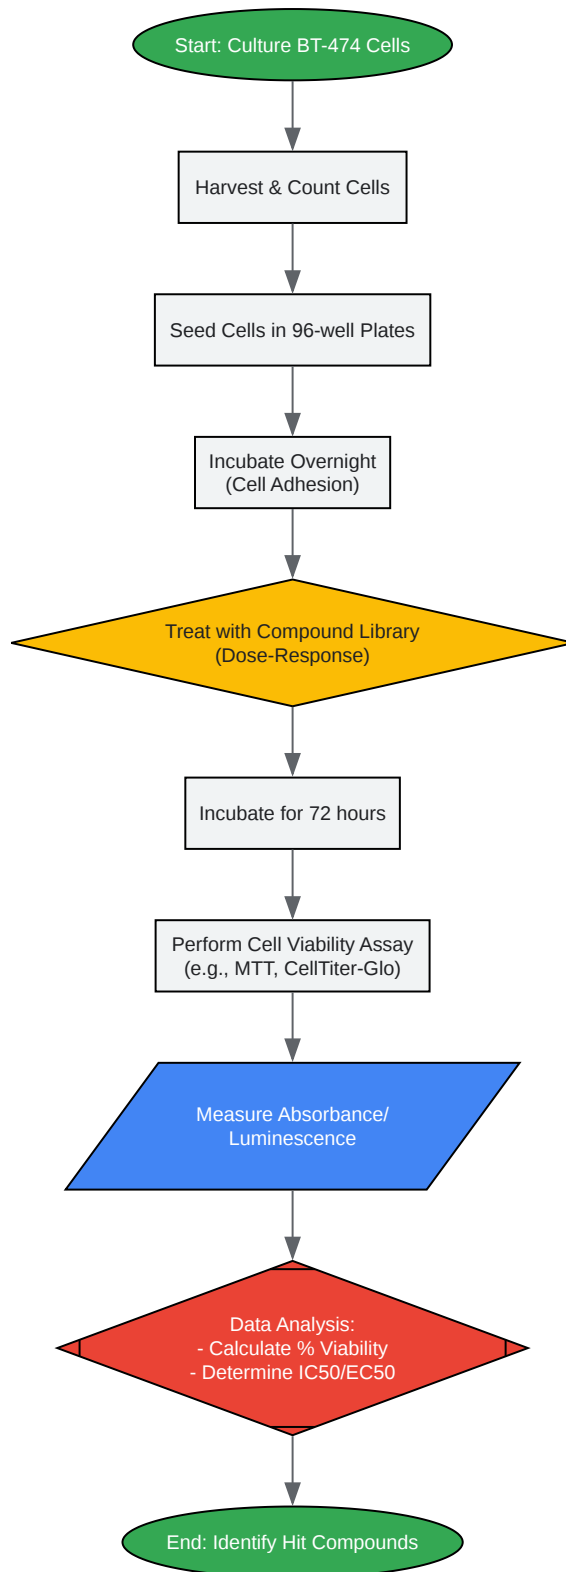 Start: Culture BT-474 Cells
Harvest & Count Cells
Seed Cells in 96-well Plates
Incubate Overnight
(Cell Adhesion)
Treat with Compound Library
(Dose-Response)
Incubate for 72 hours
Perform Cell Viability Assay
(e.g., MTT, CellTiter-Glo)
Measure Absorbance/
Luminescence
Data Analysis:
- Calculate % Viability
- Determine IC50/EC50
End: Identify Hit Compounds